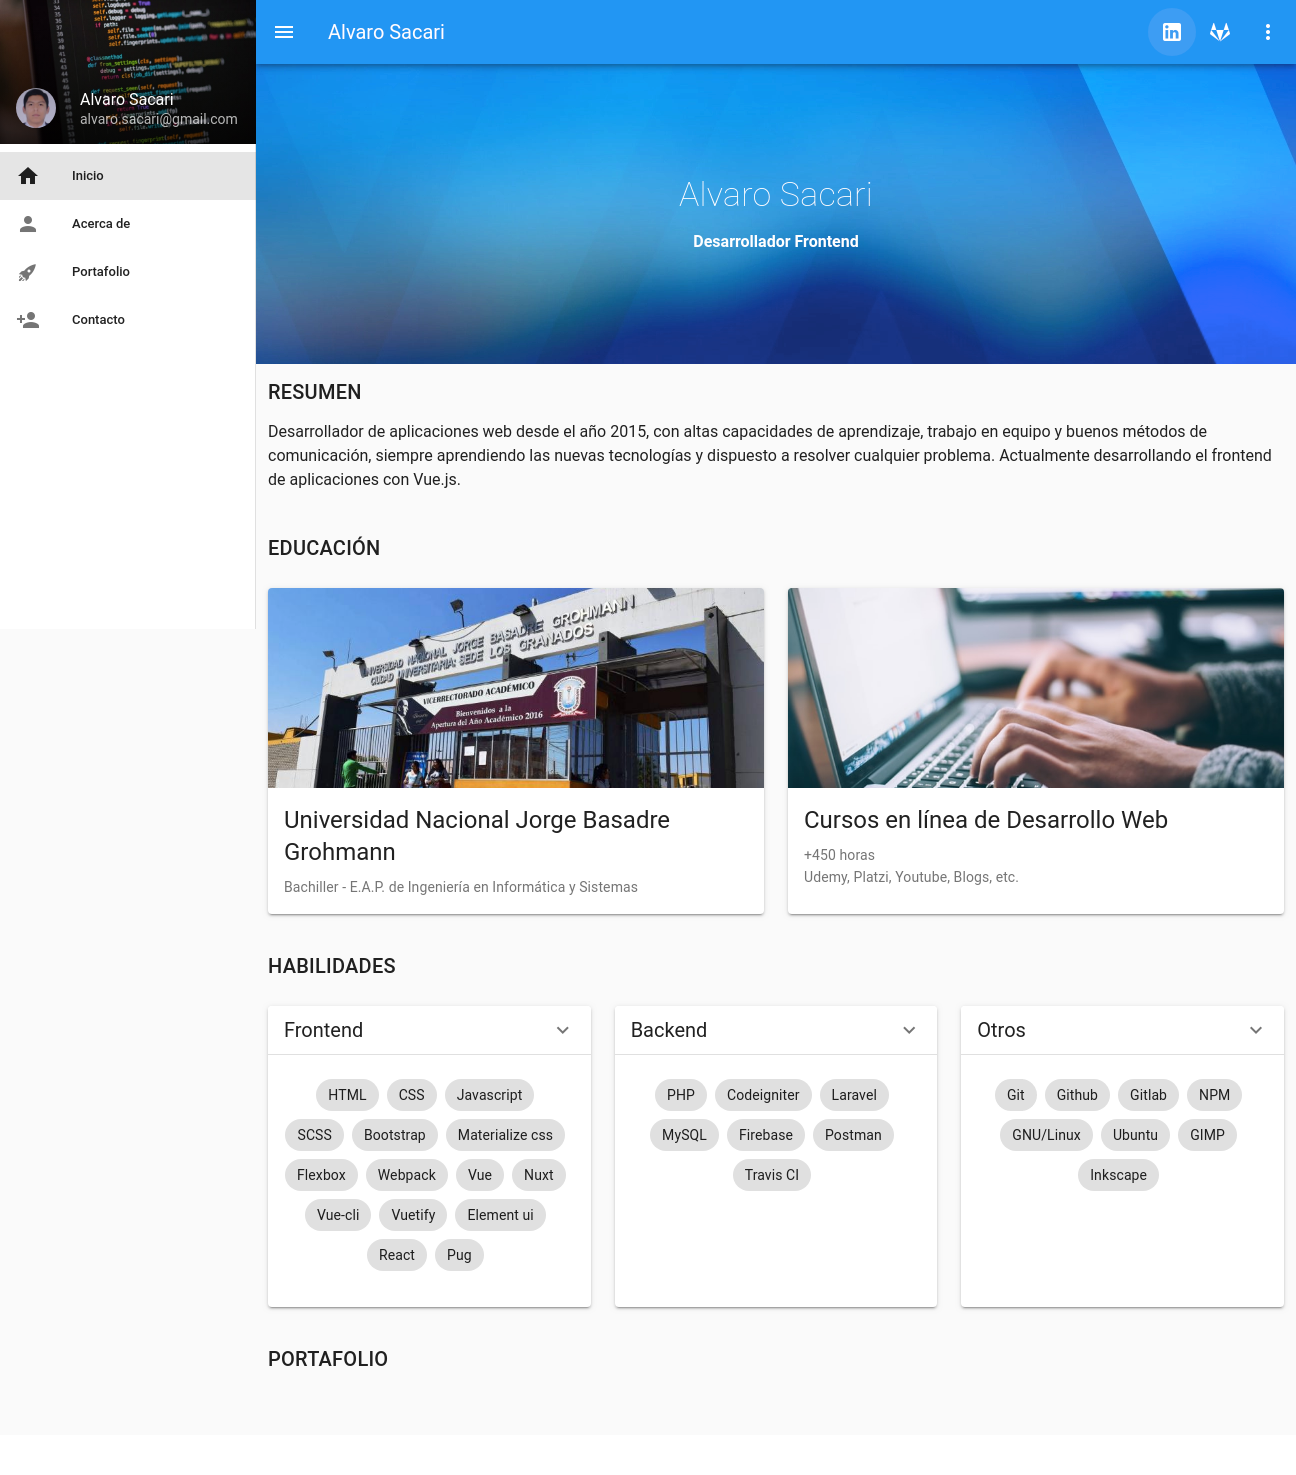 Alvaro Sacari
alvaro.sacari@gmail.com
Inicio
Acerca de
Portafolio
Contacto
Alvaro Sacari
Alvaro Sacari
Desarrollador Frontend
RESUMEN
Desarrollador de aplicaciones web desde el año 2015, con altas capacidades de aprendizaje, trabajo en equipo y buenos métodos de
comunicación, siempre aprendiendo las nuevas tecnologías y dispuesto a resolver cualquier problema. Actualmente desarrollando el frontend
de aplicaciones con Vue.js.
EDUCACIÓN
UNIVERSIDAD NACIONAL JORGE BASADRE GROHMANN
CIUDAD UNIVERSITARIA: SEDE LOS GRANADOS
VICERRECTORADO ACADÉMICO
Bienvenidos a la
Apertura del Año Académico 2016
Universidad Nacional Jorge Basadre
Grohmann
Bachiller - E.A.P. de Ingeniería en Informática y Sistemas
Cursos en línea de Desarrollo Web
+450 horas
Udemy, Platzi, Youtube, Blogs, etc.
HABILIDADES
Frontend
HTML CSS Javascript
SCSS Bootstrap Materialize css
Flexbox Webpack Vue Nuxt
Vue-cli Vuetify Element ui
React Pug
Backend
PHP Codeigniter Laravel
MySQL Firebase Postman
Travis CI
Otros
Git Github Gitlab NPM
GNU/Linux Ubuntu GIMP
Inkscape
PORTAFOLIO